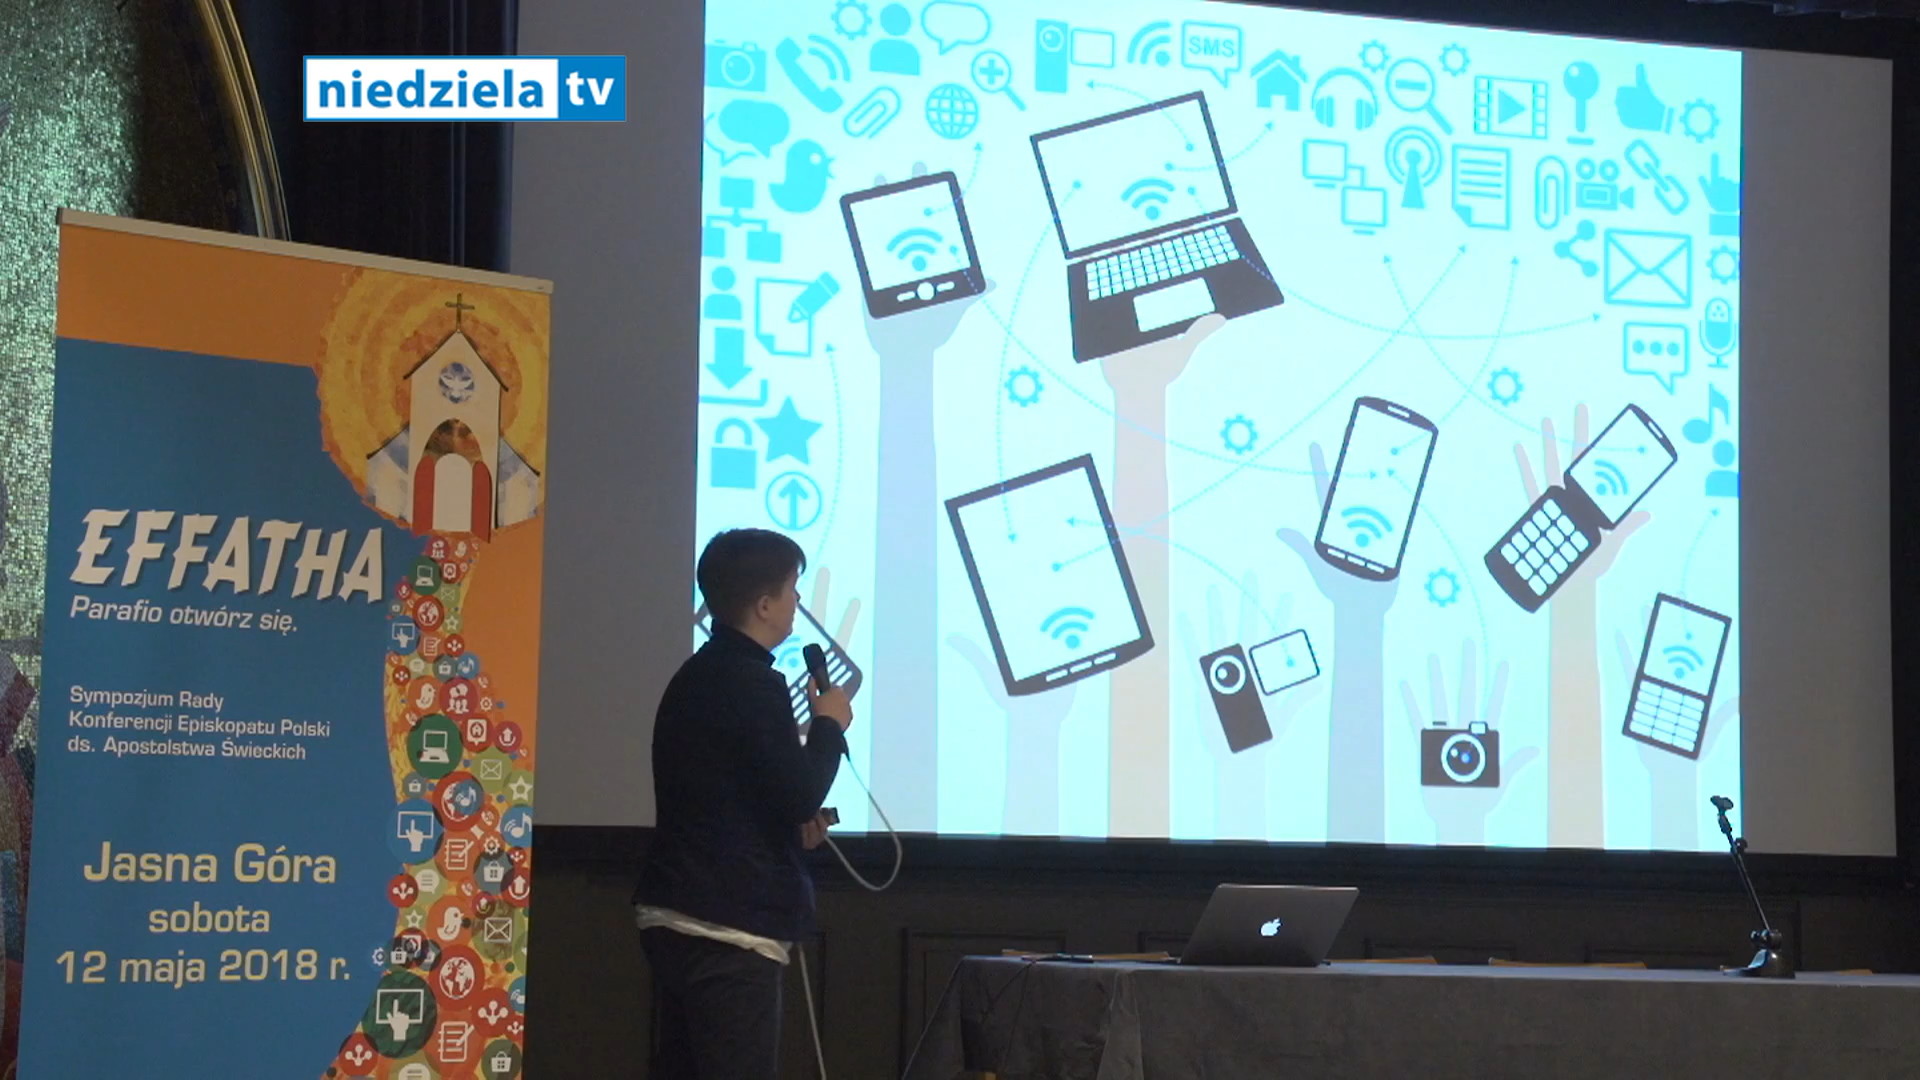 niedziela tv
SMS
EFFATHA
Parafio otwórz się.
Sympozjum Rady
Konferencji Episkopatu Polski
ds. Apostolstwa Świeckich
Jasna Góra
sobota
12 maja 2018 r.